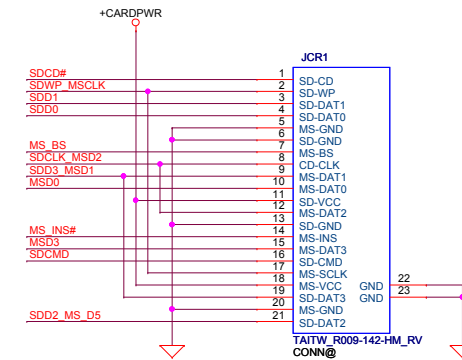 +CARDPWR
JCR1
SDCD# 1 SD-CD
SDWP_MSCLK 2 SD-WP
SDD1 3 SD-DAT1
SDD0 4 SD-DAT0
5 MS-GND
6 SD-GND
MS_BS 7 MS-BS
SDCLK_MSD2 8 CD-CLK
SDD3_MSD1 9 MS-DAT1
MSD0 10 MS-DAT0
11 SD-VCC
12 MS-DAT2
13 SD-GND
MS_INS# 14 MS-INS
MSD3 15 MS-DAT3
SDCMD 16 SD-CMD
17 MS-SCLK
18 MS-VCC GND 22
19 SD-DAT3 GND 23
20 MS-GND
SDD2_MS_D5 21 SD-DAT2
TAITW_R009-142-HM_RV
CONN@